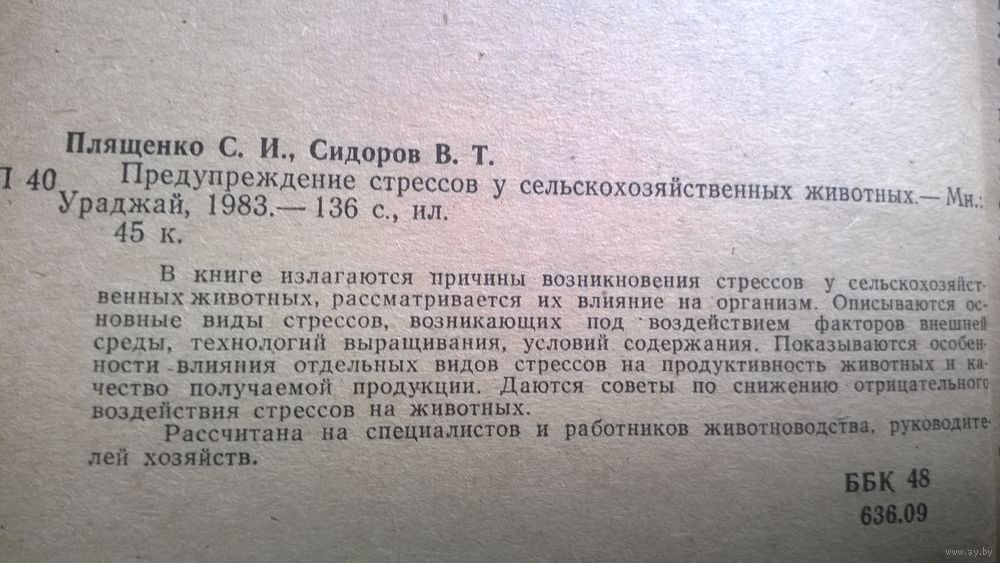 Плященко С. И., Сидоров В. Т.
П 40 Предупреждение стрессов у сельскохозяйственных животных.— Мн.:
Ураджай, 1983.— 136 с., ил.
45 к.
В книге излагаются причины возникновения стрессов у сельскохозяйст-
венных животных, рассматривается их влияние на организм. Описываются ос-
новные виды стрессов, возникающих под воздействием факторов внешней
среды, технологий выращивания, условий содержания. Показываются особен-
ности влияния отдельных видов стрессов на продуктивность животных и ка-
чество получаемой продукции. Даются советы по снижению отрицательного
воздействия стрессов на животных.
Рассчитана на специалистов и работников животноводства, руководите-
лей хозяйств.
ББК 48
636.09
www.ay.by